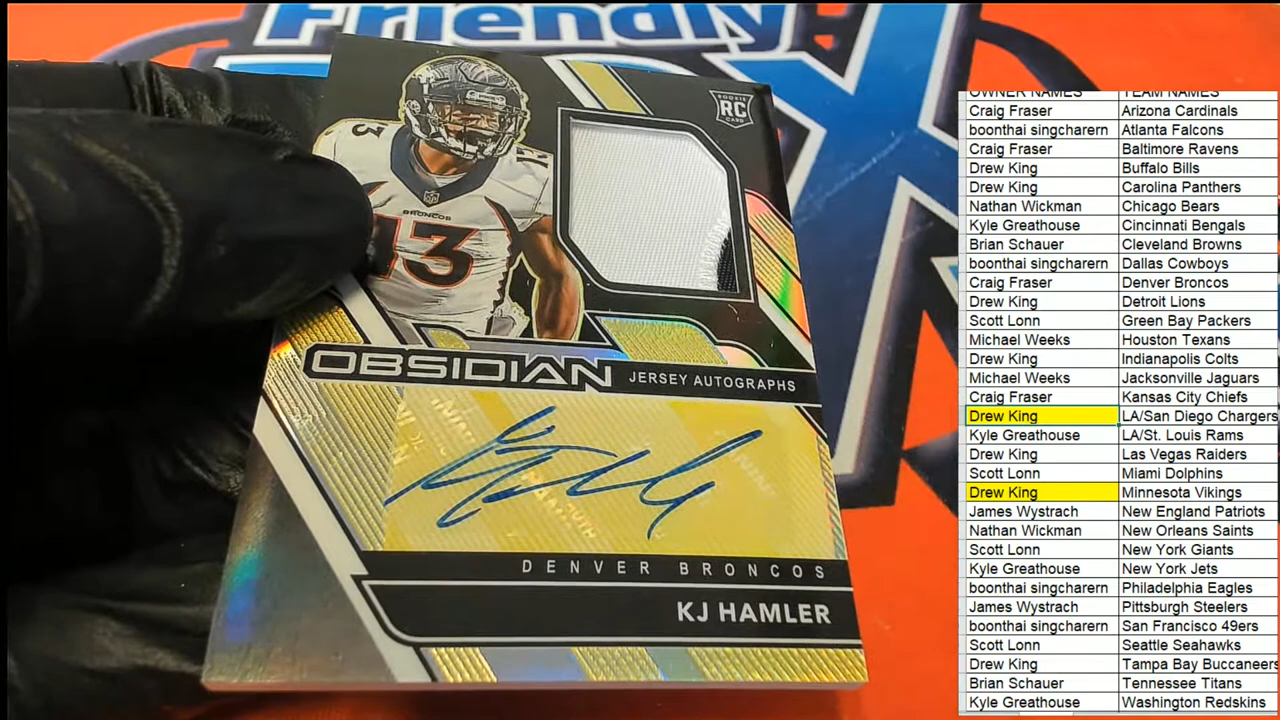 Friendly
13
13
RC
ROOKIE
CARD
BRONCOS
13
OBSIDIAN JERSEY AUTOGRAPHS
DENVER BRONCOS
KJ HAMLER
OWNER NAMES TEAM NAMES
Craig Fraser Arizona Cardinals
boonthai singcharern Atlanta Falcons
Craig Fraser Baltimore Ravens
Drew King Buffalo Bills
Drew King Carolina Panthers
Nathan Wickman Chicago Bears
Kyle Greathouse Cincinnati Bengals
Brian Schauer Cleveland Browns
boonthai singcharern Dallas Cowboys
Craig Fraser Denver Broncos
Drew King Detroit Lions
Scott Lonn Green Bay Packers
Michael Weeks Houston Texans
Drew King Indianapolis Colts
Michael Weeks Jacksonville Jaguars
Craig Fraser Kansas City Chiefs
Drew King LA/San Diego Chargers
Kyle Greathouse LA/St. Louis Rams
Drew King Las Vegas Raiders
Scott Lonn Miami Dolphins
Drew King Minnesota Vikings
James Wystrach New England Patriots
Nathan Wickman New Orleans Saints
Scott Lonn New York Giants
Kyle Greathouse New York Jets
boonthai singcharern Philadelphia Eagles
James Wystrach Pittsburgh Steelers
boonthai singcharern San Francisco 49ers
Scott Lonn Seattle Seahawks
Drew King Tampa Bay Buccaneers
Brian Schauer Tennessee Titans
Kyle Greathouse Washington Redskins